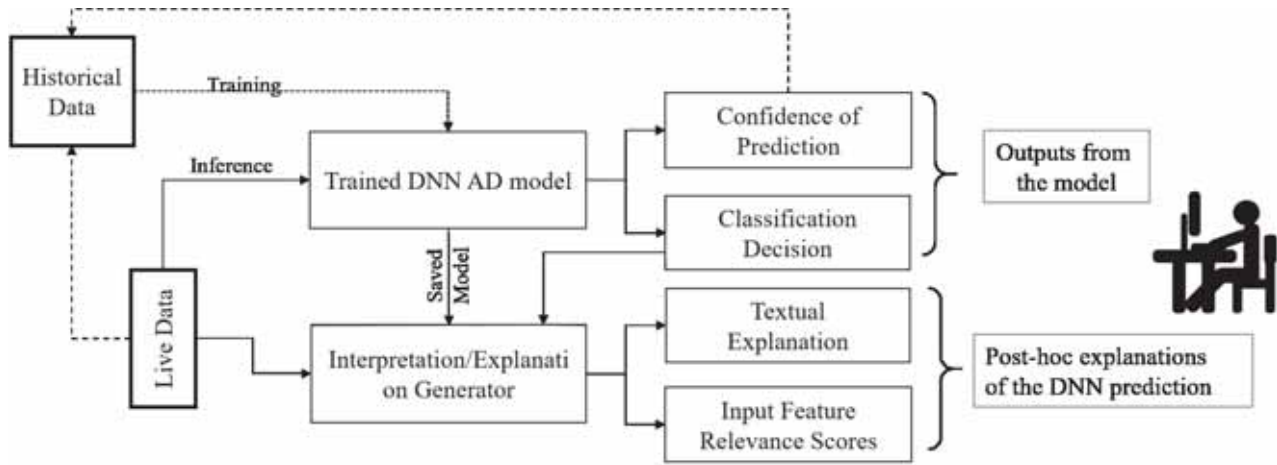 Historical
Data
Training
Inference
Trained DNN AD model
Confidence of
Prediction
Classification
Decision
Outputs from
the model
Live Data
Saved
Model
Interpretation/Explanati
on Generator
Textual
Explanation
Input Feature
Relevance Scores
Post-hoc explanations
of the DNN prediction